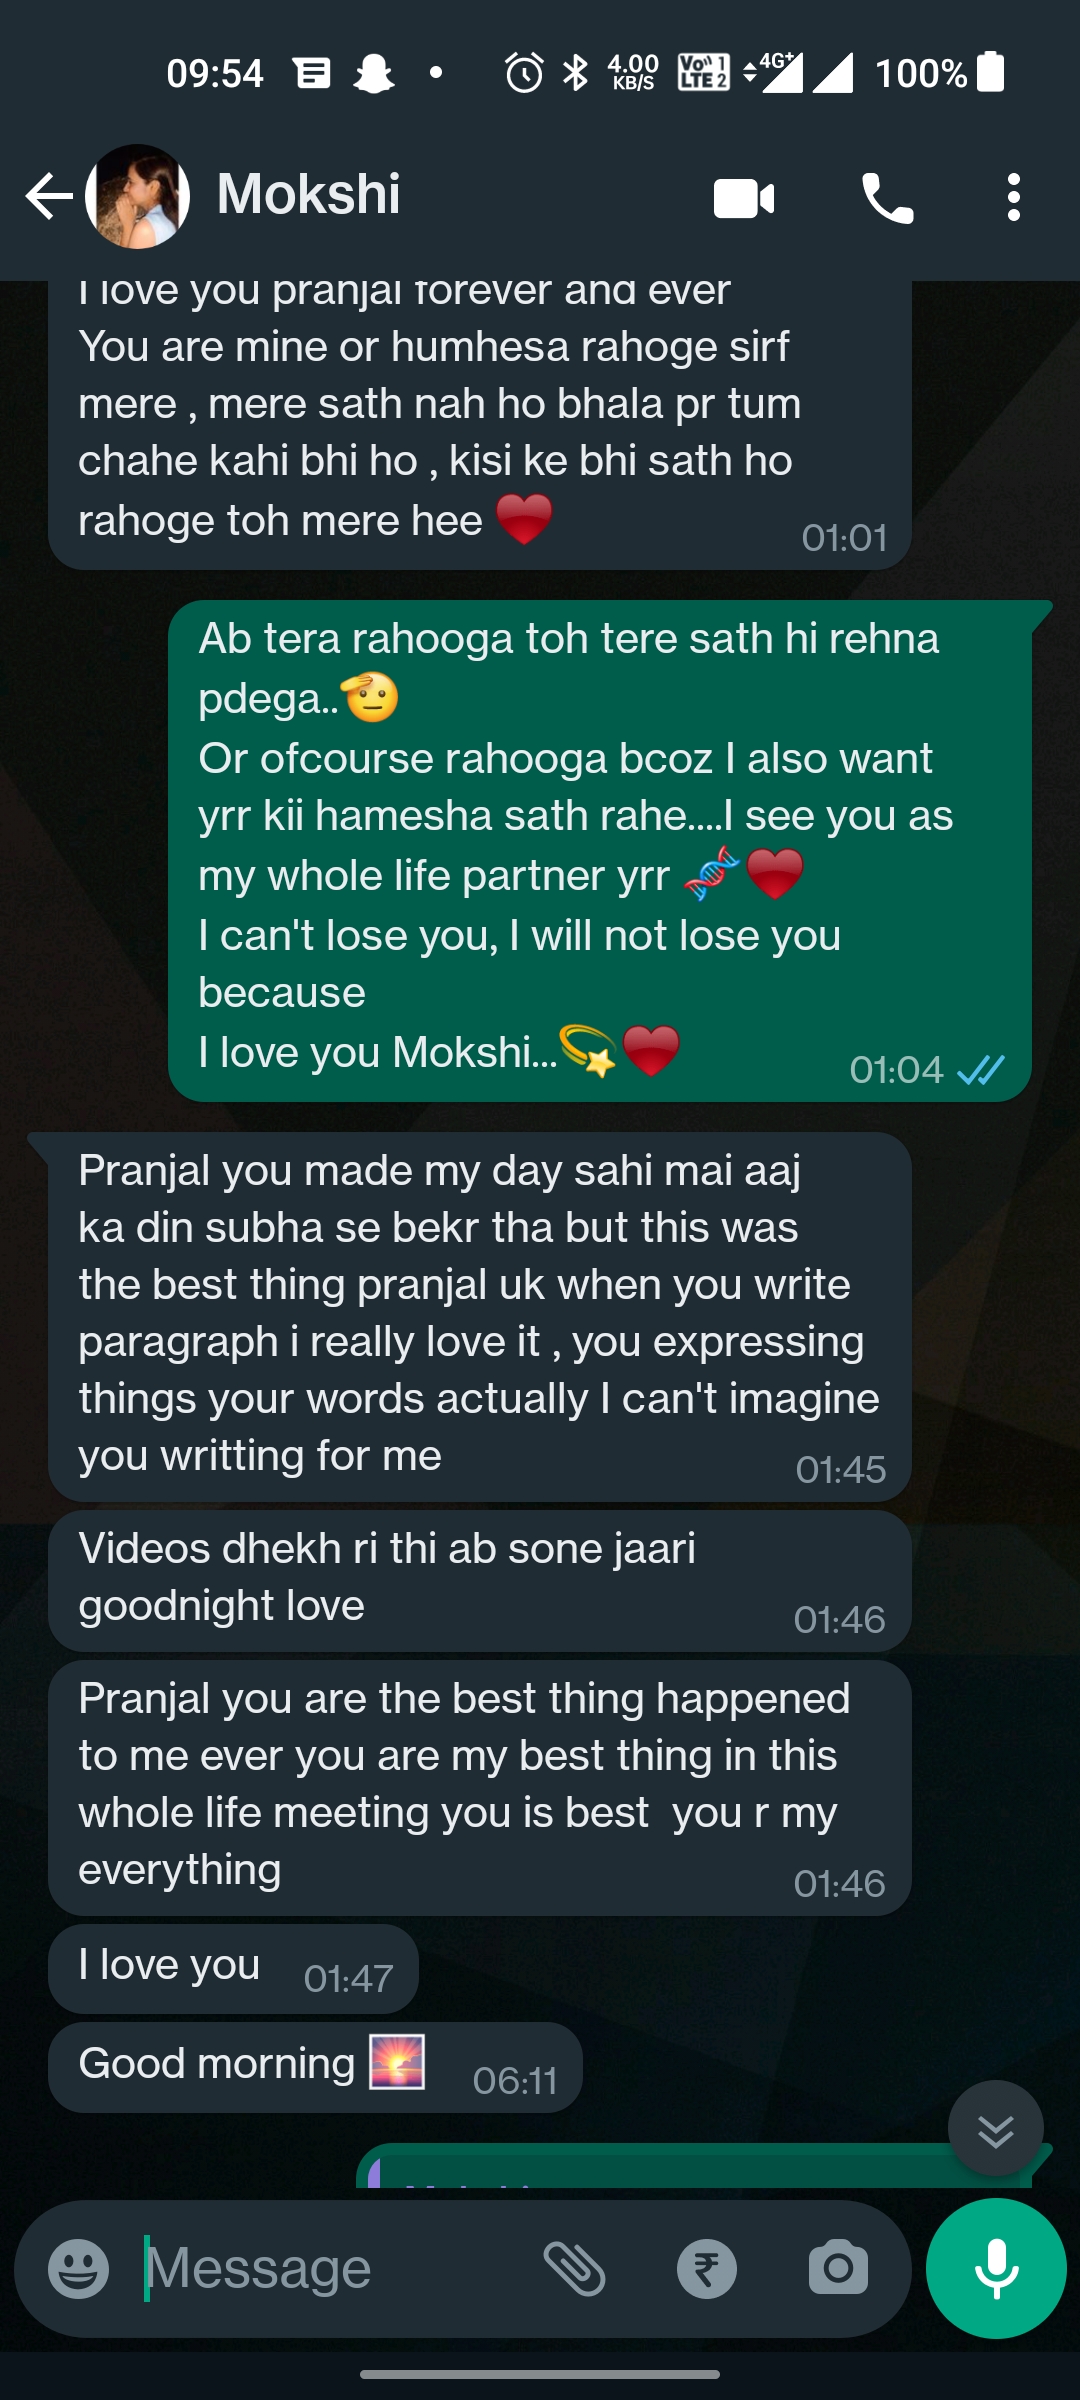 09:54
4.00
KB/S
Vo)) 1
LTE 2
4G+
100%
Mokshi
I love you pranjal forever and ever
You are mine or humhesa rahoge sirf
mere , mere sath nah ho bhala pr tum
chahe kahi bhi ho , kisi ke bhi sath ho
rahoge toh mere hee ❤️
01:01
Ab tera rahooga toh tere sath hi rehna
pdega..🫡
Or ofcourse rahooga bcoz I also want
yrr kii hamesha sath rahe....I see you as
my whole life partner yrr 🧬❤️
I can't lose you, I will not lose you
because
I love you Mokshi...💫❤️
01:04
Pranjal you made my day sahi mai aaj
ka din subha se bekr tha but this was
the best thing pranjal uk when you write
paragraph i really love it , you expressing
things your words actually I can't imagine
you writting for me
01:45
Videos dhekh ri thi ab sone jaari
goodnight love
01:46
Pranjal you are the best thing happened
to me ever you are my best thing in this
whole life meeting you is best  you r my
everything
01:46
I love you
01:47
Good morning 🌅
06:11
Message
₹